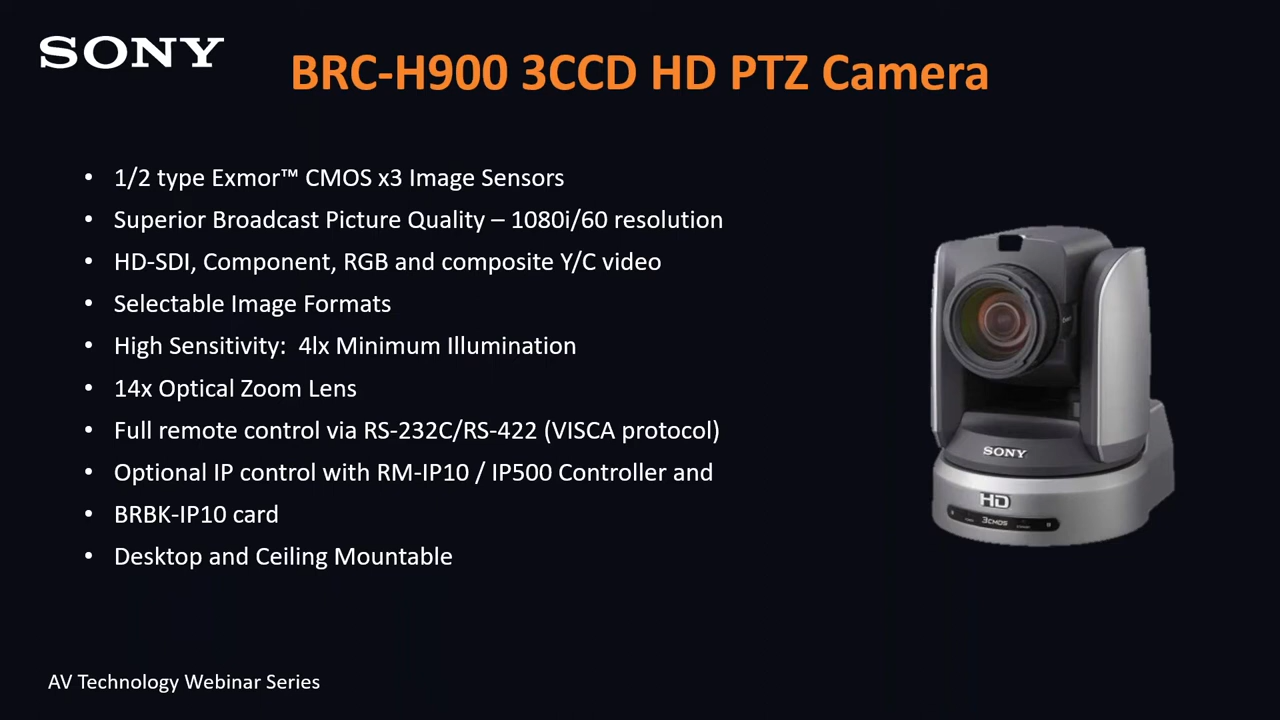 SONY
BRC-H900 3CCD HD PTZ Camera
• 1/2 type Exmor™ CMOS x3 Image Sensors
• Superior Broadcast Picture Quality – 1080i/60 resolution
• HD-SDI, Component, RGB and composite Y/C video
• Selectable Image Formats
• High Sensitivity:  4lx Minimum Illumination
• 14x Optical Zoom Lens
• Full remote control via RS-232C/RS-422 (VISCA protocol)
• Optional IP control with RM-IP10 / IP500 Controller and
• BRBK-IP10 card
• Desktop and Ceiling Mountable
SONY
HD
3CMOS
AV Technology Webinar Series